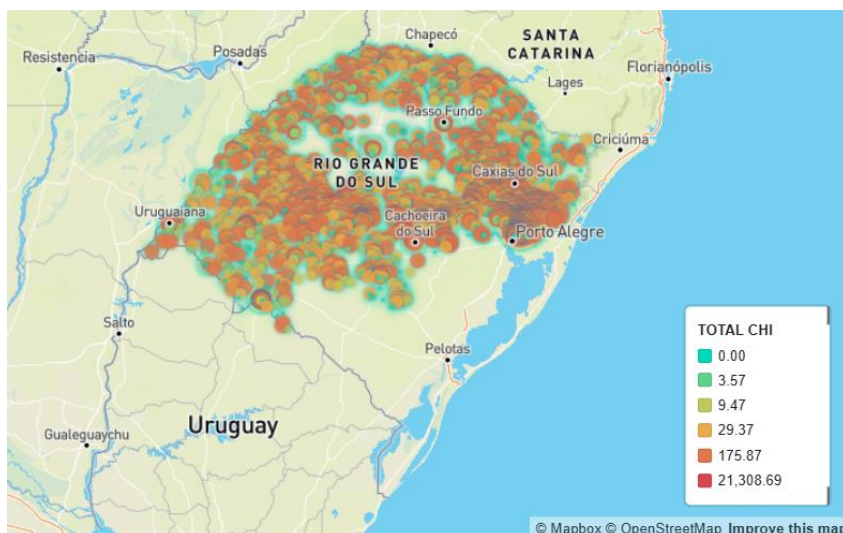 Chapecó
SANTA
CATARINA
Resistencia
Posadas
Florianópolis
Lages
Passo Fundo
Criciúma
RIO GRANDE
DO SUL
Caxias do Sul
Uruguaiana
Cachoeira
do Sul
Porto Alegre
Salto
Pelotas
Uruguay
Gualeguaychu
TOTAL CHI
0.00
3.57
9.47
29.37
175.87
21,308.69
© Mapbox © OpenStreetMap Improve this map